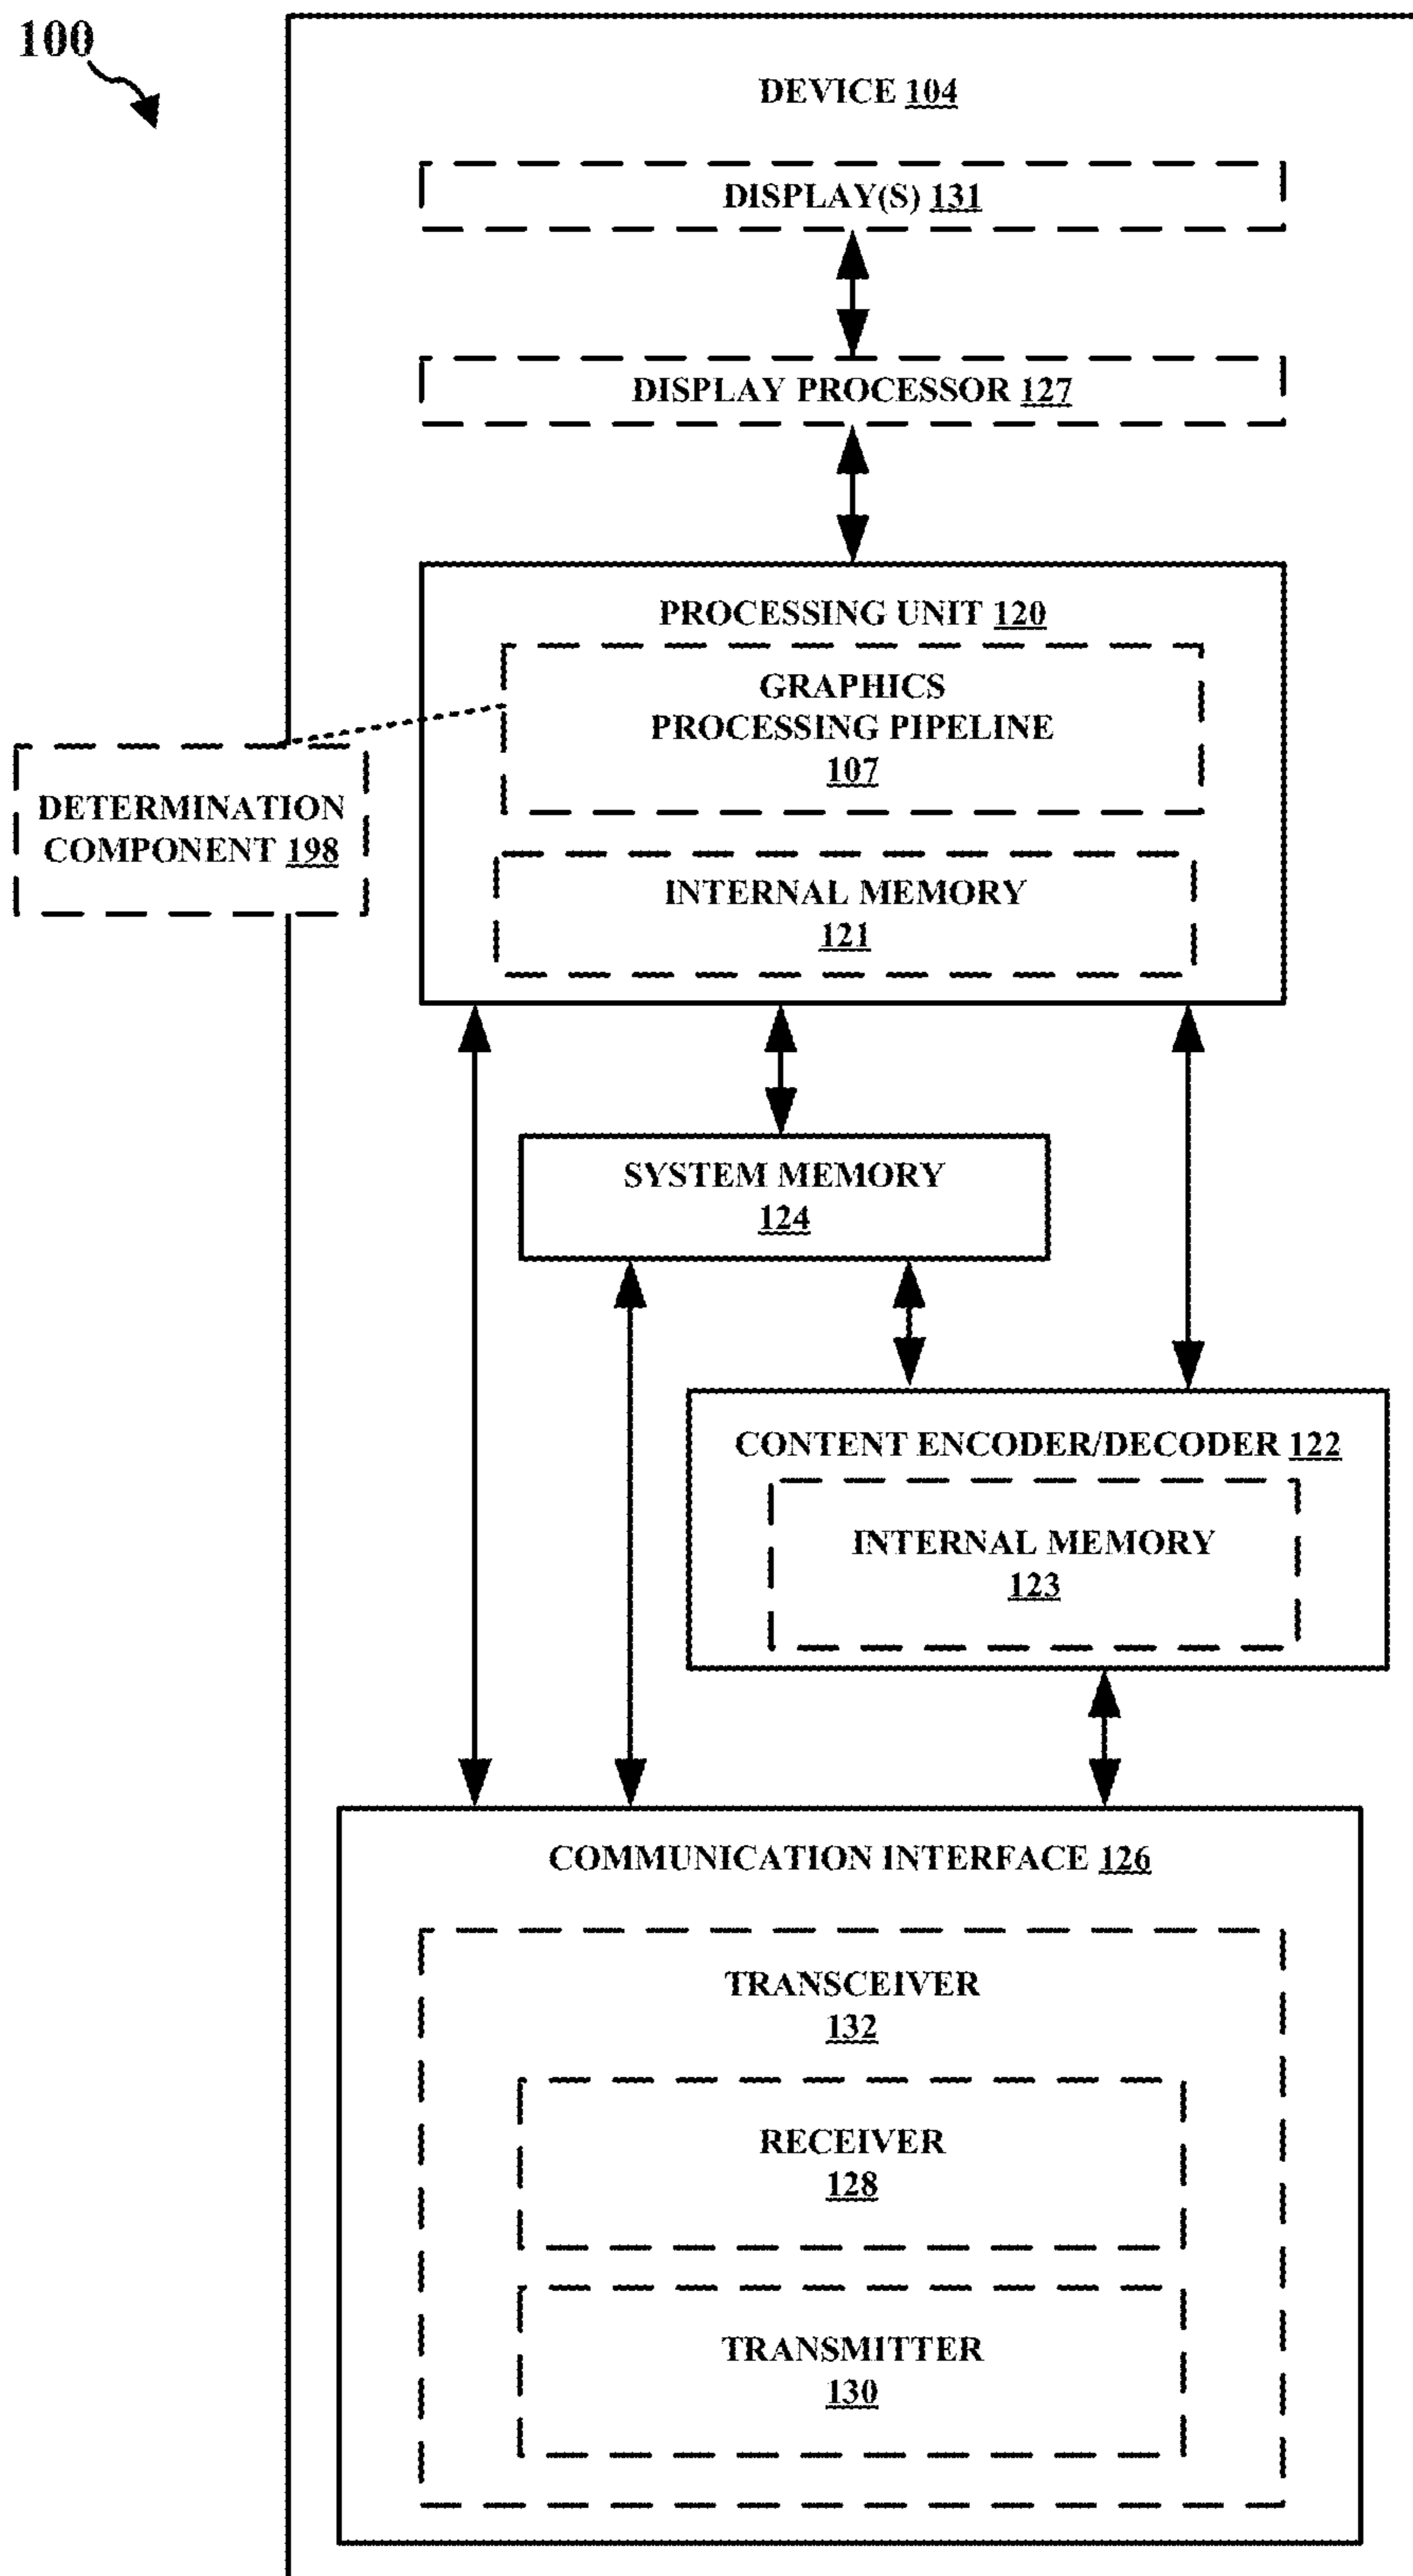 100
DEVICE 104
DISPLAY(S) 131
DISPLAY PROCESSOR 127
PROCESSING UNIT 120
GRAPHICS
PROCESSING PIPELINE
107
DETERMINATION
COMPONENT 198
INTERNAL MEMORY
121
SYSTEM MEMORY
124
CONTENT ENCODER/DECODER 122
INTERNAL MEMORY
123
COMMUNICATION INTERFACE 126
TRANSCEIVER
132
RECEIVER
128
TRANSMITTER
130